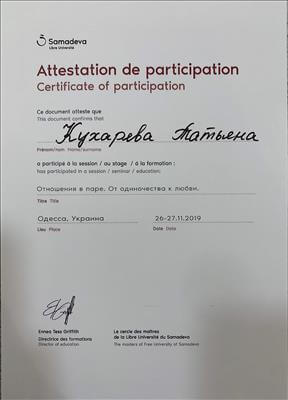 Samadeva
Libre Université
Attestation de participation
Certificate of participation
Ce document atteste que
This document confirms that
Кухарева Татьяна
Prénom/nom Name/surname
a participé à la session / au stage / à la formation :
has participated in a session / seminar / education:
Отношения в паре. От одиночества к любви.
Titre Title
Одесса, Украина 26-27.11.2019
Lieu Place Date Date
Ennea Tess Griffith Le cercle des maîtres
Directrice des formations de la Libre Université du Samadeva
Director of education The masters of Free University of Samadeva